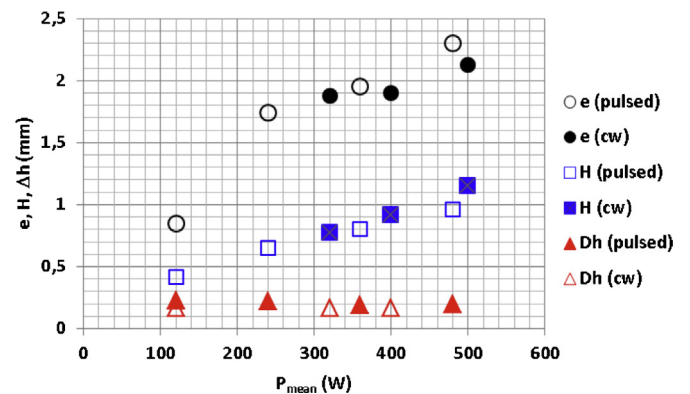 2,5
2
1,5
1
0,5
0
e, H, Δh (mm)
0 100 200 300 400 500 600
P_mean (W)
e (pulsed)
e (cw)
H (pulsed)
H (cw)
Dh (pulsed)
Dh (cw)